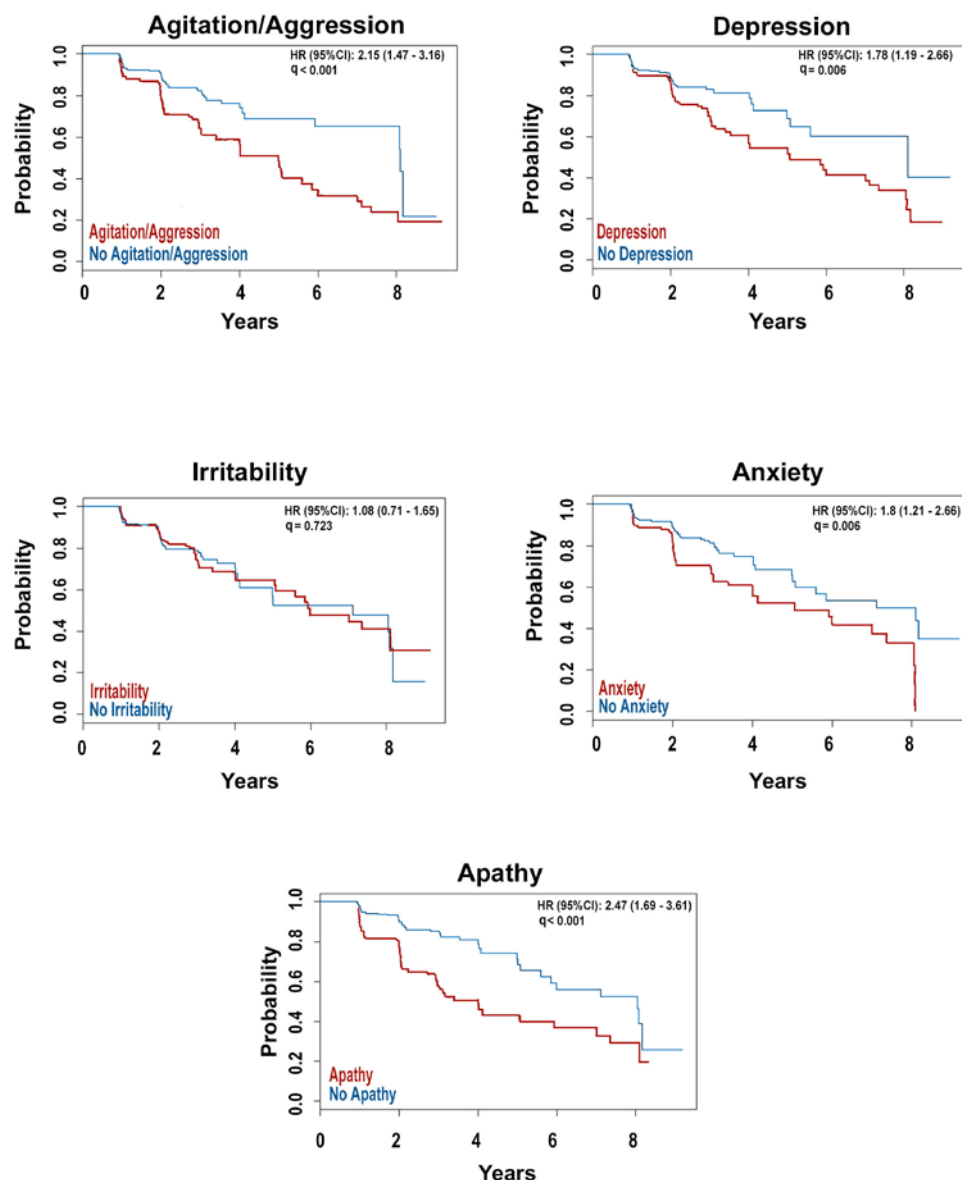 Agitation/Aggression
HR (95%CI): 2.15 (1.47 - 3.16)
q < 0.001
Probability
1.0
0.8
0.6
0.4
0.2
0.0
Agitation/Aggression
No Agitation/Aggression
0 2 4 6 8
Years
Depression
HR (95%CI): 1.78 (1.19 - 2.66)
q = 0.006
Probability
1.0
0.8
0.6
0.4
0.2
0.0
Depression
No Depression
0 2 4 6 8
Years
Irritability
HR (95%CI): 1.08 (0.71 - 1.65)
q = 0.723
Probability
1.0
0.8
0.6
0.4
0.2
0.0
Irritability
No Irritability
0 2 4 6 8
Years
Anxiety
HR (95%CI): 1.8 (1.21 - 2.66)
q = 0.006
Probability
1.0
0.8
0.6
0.4
0.2
0.0
Anxiety
No Anxiety
0 2 4 6 8
Years
Apathy
HR (95%CI): 2.47 (1.69 - 3.61)
q< 0.001
Probability
1.0
0.8
0.6
0.4
0.2
0.0
Apathy
No Apathy
0 2 4 6 8
Years